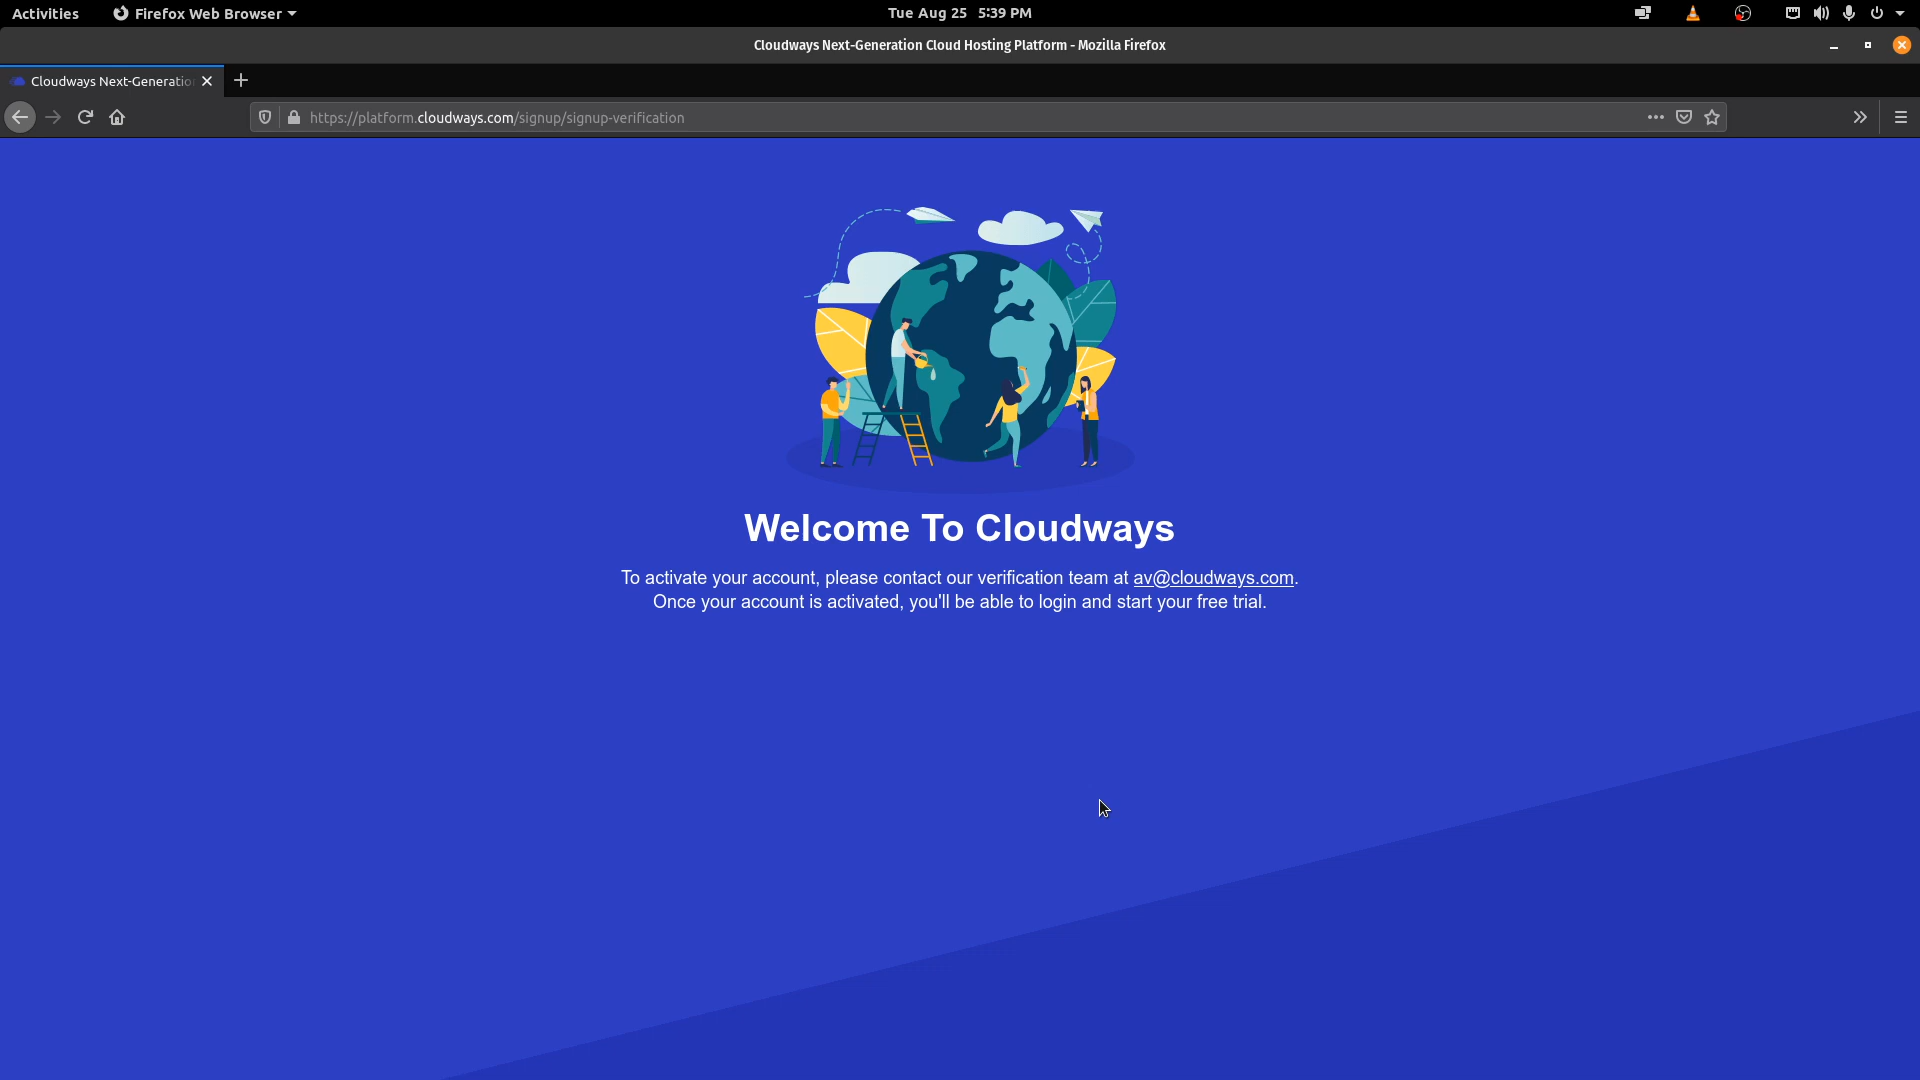 Activities Firefox Web Browser Tue Aug 25 5:39 PM
Cloudways Next-Generation Cloud Hosting Platform - Mozilla Firefox
Cloudways Next-Generatio
https://platform.cloudways.com/signup/signup-verification
Welcome To Cloudways
To activate your account, please contact our verification team at av@cloudways.com.
Once your account is activated, you'll be able to login and start your free trial.